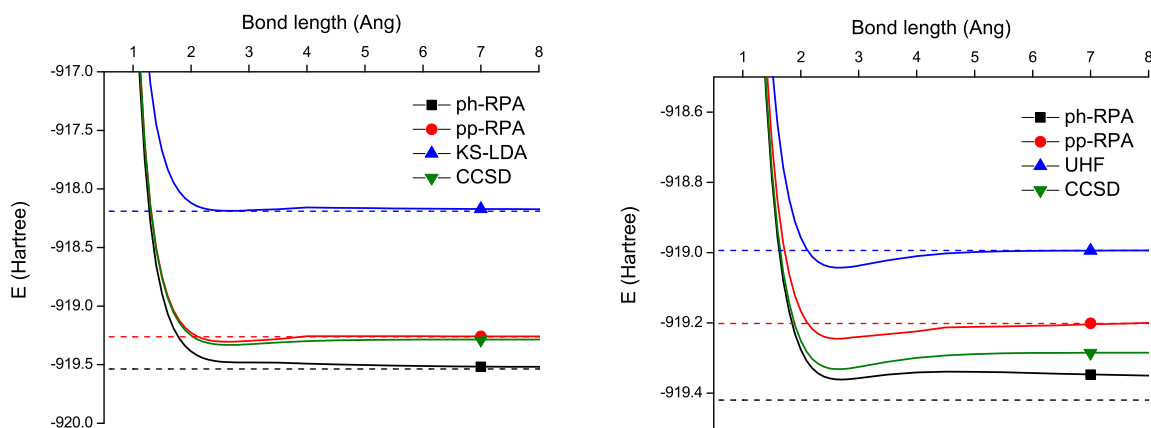 Bond length (Ang)
1 2 3 4 5 6 7 8
-917.0
-917.5
-918.0
-918.5
-919.0
-919.5
-920.0
E (Hartree)
ph-RPA
pp-RPA
KS-LDA
CCSD
Bond length (Ang)
1 2 3 4 5 6 7 8
-918.6
-918.8
-919.0
-919.2
-919.4
E (Hartree)
ph-RPA
pp-RPA
UHF
CCSD